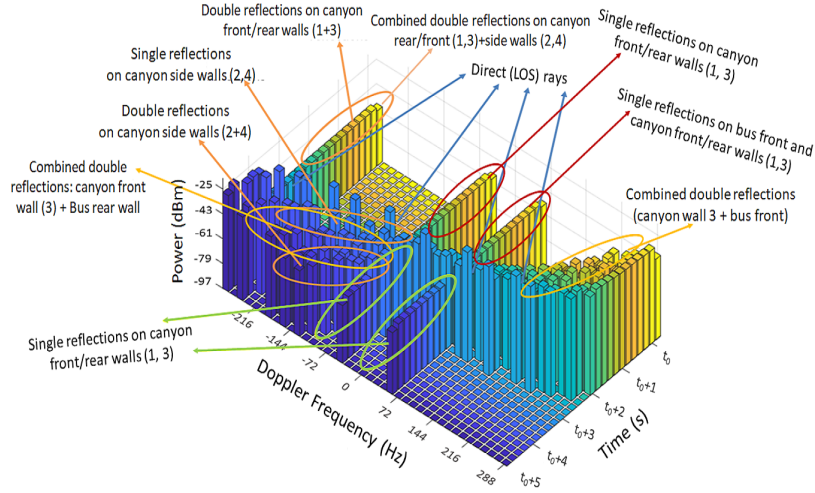 Double reflections on canyon
front/rear walls (1+3)
Combined double reflections on canyon
rear/front (1,3)+side walls (2,4)
Single reflections on canyon
front/rear walls (1, 3)
Single reflections
on canyon side walls (2,4)
Direct (LOS) rays
Single reflections on bus front and
canyon front/rear walls (1,3)
Double reflections
on canyon side walls (2+4)
Combined double
reflections: canyon front
wall (3) + Bus rear wall
Combined double reflections
(canyon wall 3 + bus front)
Power (dBm)
-25
-43
-61
-79
-97
Single reflections on canyon
front/rear walls (1, 3)
-216
-144
-72
0
72
144
216
288
Doppler Frequency (Hz)
t0
t0+1
t0+2
t0+3
t0+4
t0+5
Time (s)